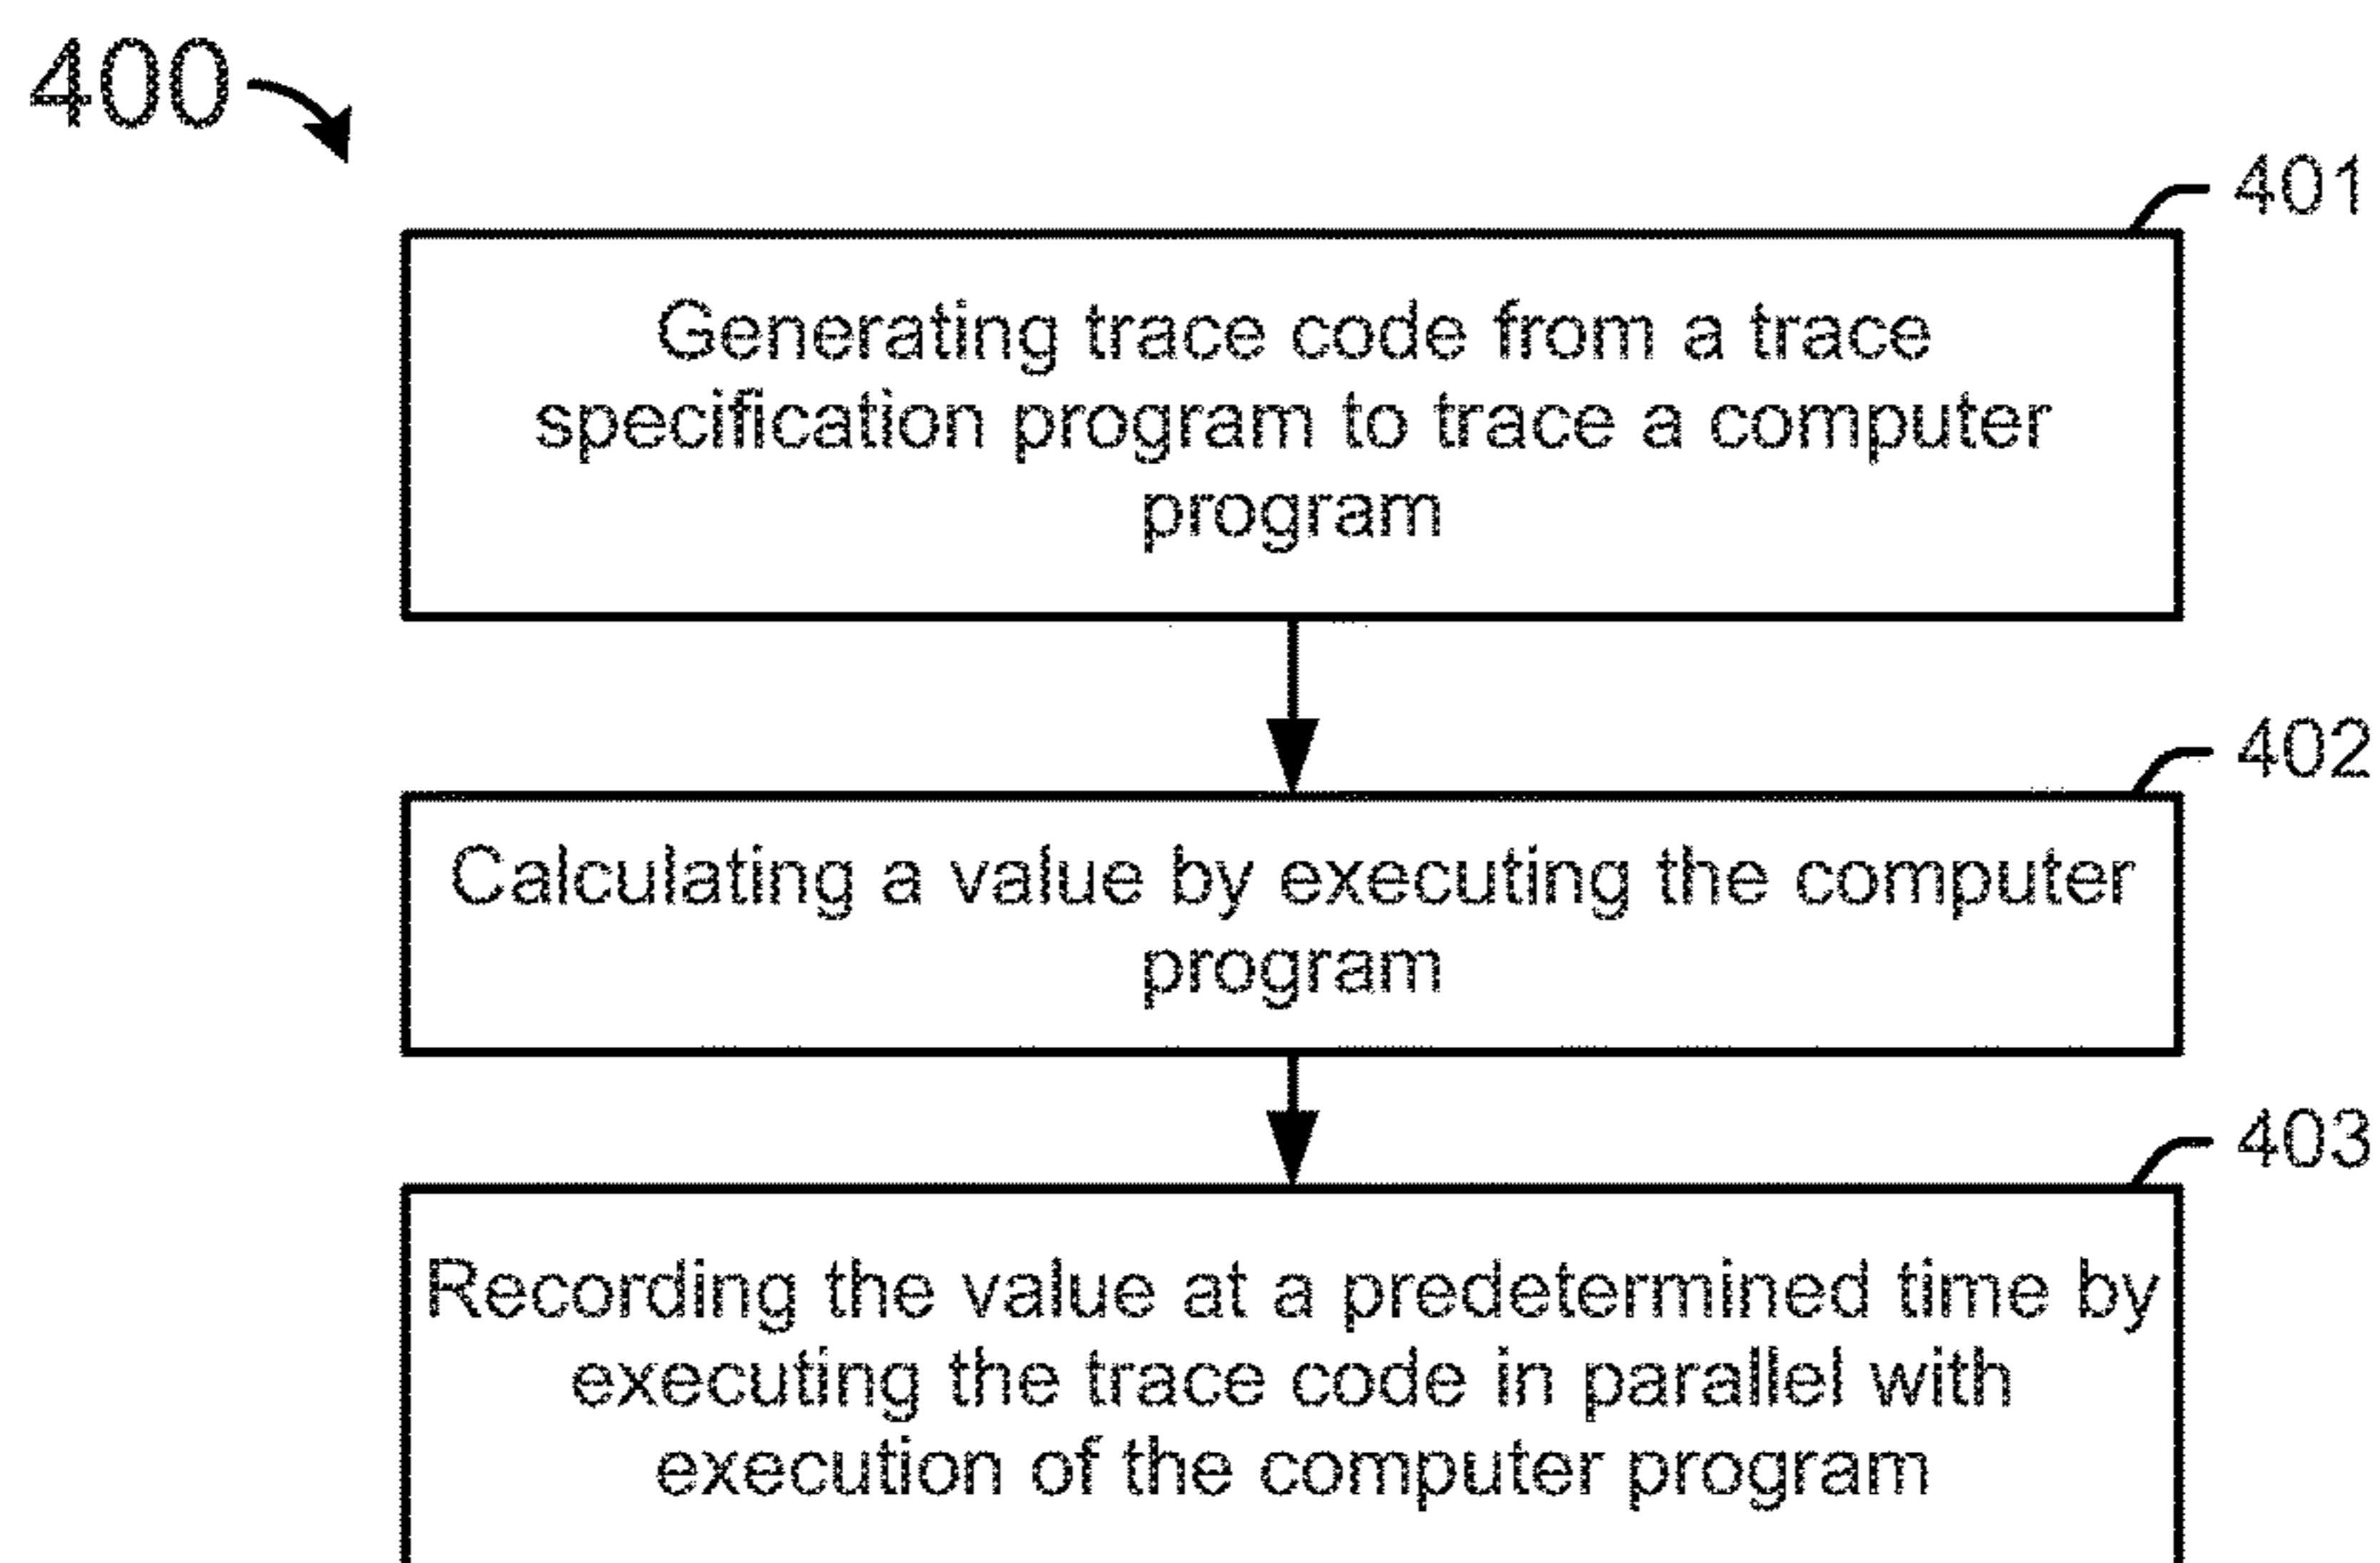 400
401
Generating trace code from a trace
specification program to trace a computer
program
402
Calculating a value by executing the computer
program
403
Recording the value at a predetermined time by
executing the trace code in parallel with
execution of the computer program